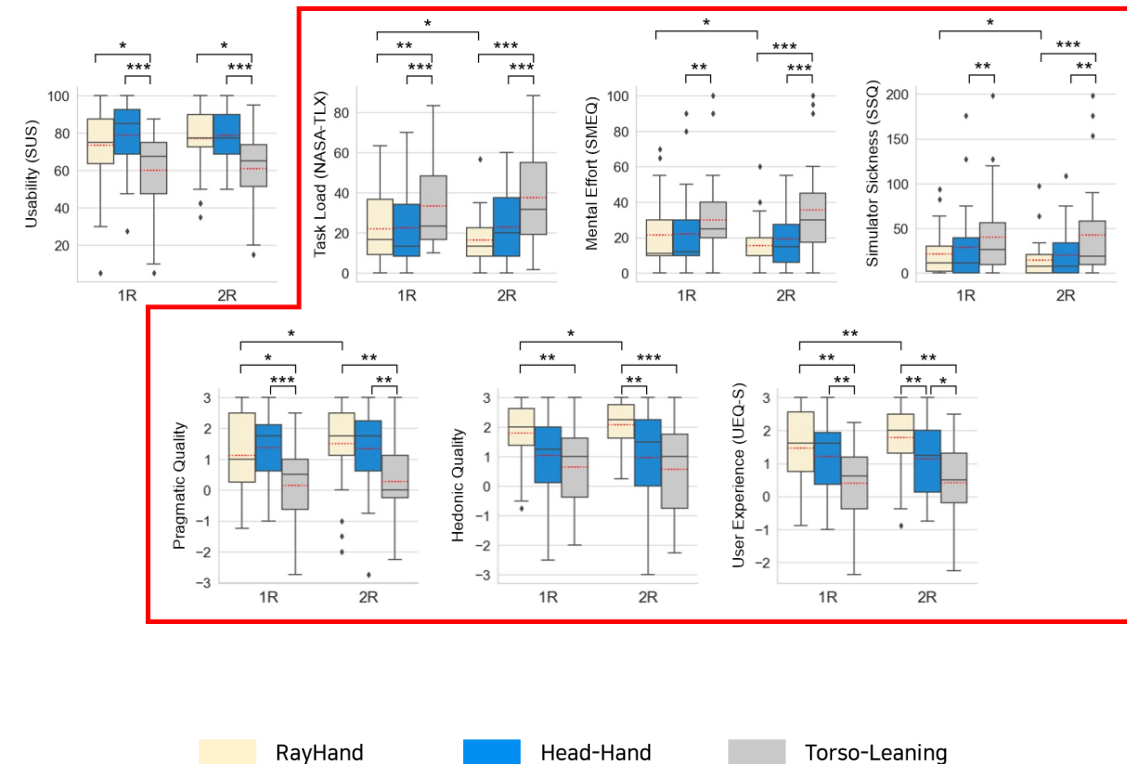 * * * * *
** *** *** *** ***
*** *** *** *** ** *** ** **
Usability (SUS)
100
80
60
40
20
1R 2R
Task Load (NASA-TLX)
80
60
40
20
0
1R 2R
Mental Effort (SMEQ)
100
80
60
40
20
0
1R 2R
Simulator Sickness (SSQ)
200
150
100
50
0
1R 2R
* * **
* ** ** *** ** **
*** ** ** ** ** *
Pragmatic Quality
3
2
1
0
−1
−2
−3
1R 2R
Hedonic Quality
3
2
1
0
−1
−2
−3
1R 2R
User Experience (UEQ-S)
3
2
1
0
−1
−2
1R 2R
RayHand Head-Hand Torso-Leaning